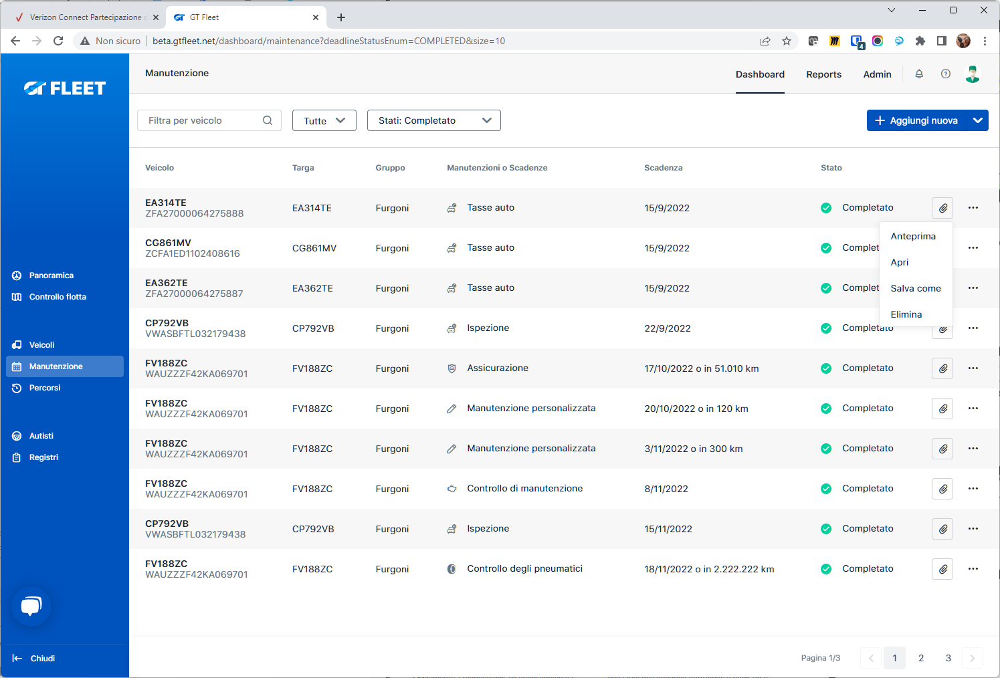 Verizon Connect Partecipazione
GT Fleet
Non sicuro
beta.gtfleet.net/dashboard/maintenance?deadlineStatusEnum=COMPLETED&size=10
4
GT FLEET
Manutenzione
Dashboard
Reports
Admin
Filtra per veicolo
Tutte
Stati: Completato
Aggiungi nuova
Veicolo Targa Gruppo Manutenzioni o Scadenze Scadenza Stato
EA314TE
ZFA27000064275888
EA314TE Furgoni Tasse auto 15/9/2022 Completato
CG861MV
ZCFA1ED1102408616
CG861MV Furgoni Tasse auto 15/9/2022 Complet
EA362TE
ZFA27000064275887
EA362TE Furgoni Tasse auto 15/9/2022 Complet
CP792VB
VWASBFTL032179438
CP792VB Furgoni Ispezione 22/9/2022 Completato
FV188ZC
WAUZZZF42KA069701
FV188ZC Furgoni Assicurazione 17/10/2022 o in 51.010 km Completato
FV188ZC
WAUZZZF42KA069701
FV188ZC Furgoni Manutenzione personalizzata 20/10/2022 o in 120 km Completato
FV188ZC
WAUZZZF42KA069701
FV188ZC Furgoni Manutenzione personalizzata 3/11/2022 o in 300 km Completato
FV188ZC
WAUZZZF42KA069701
FV188ZC Furgoni Controllo di manutenzione 8/11/2022 Completato
CP792VB
VWASBFTL032179438
CP792VB Furgoni Ispezione 15/11/2022 Completato
FV188ZC
WAUZZZF42KA069701
FV188ZC Furgoni Controllo degli pneumatici 18/11/2022 o in 2.222.222 km Completato
Anteprima
Apri
Salva come
Elimina
Panoramica
Controllo flotta
Veicoli
Manutenzione
Percorsi
Autisti
Registri
Chiudi
Pagina 1/3
1 2 3